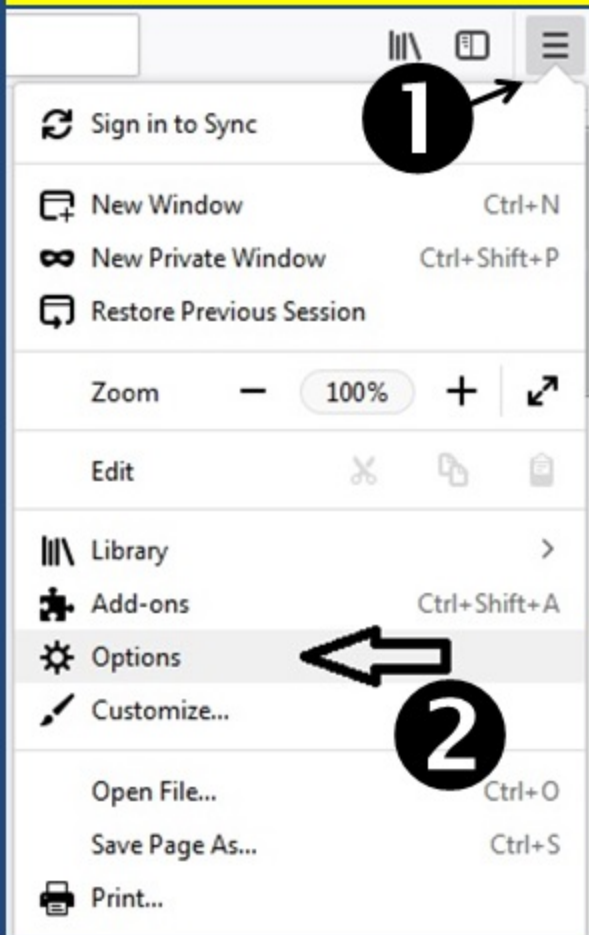 1
Sign in to Sync
New Window Ctrl+N
New Private Window Ctrl+Shift+P
Restore Previous Session
Zoom − 100% +
Edit
Library >
Add-ons Ctrl+Shift+A
Options
Customize...
2
Open File... Ctrl+O
Save Page As... Ctrl+S
Print...